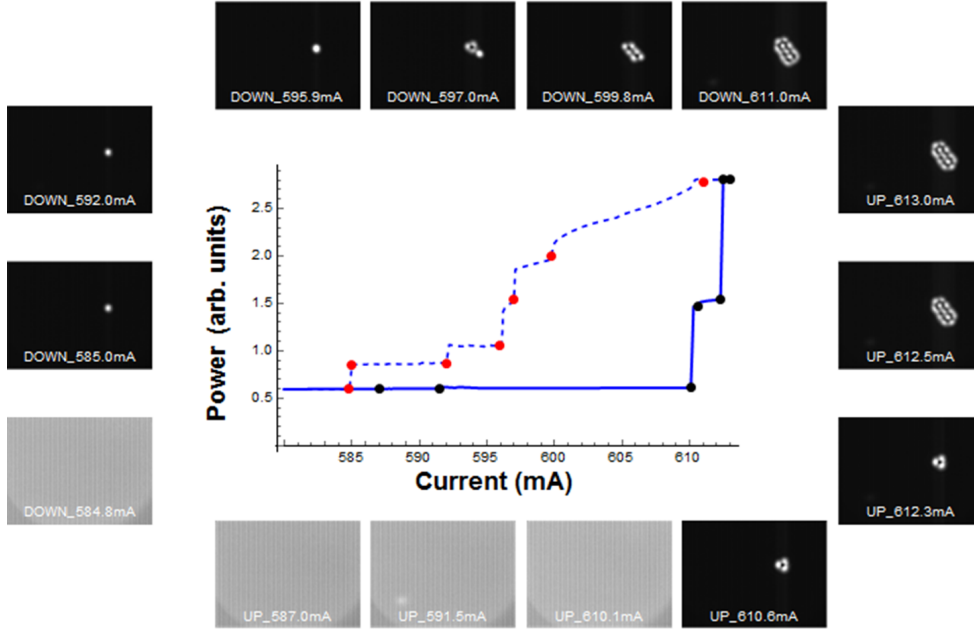 DOWN_595.9mA
DOWN_597.0mA
DOWN_599.8mA
DOWN_611.0mA
DOWN_592.0mA
UP_613.0mA
DOWN_585.0mA
UP_612.5mA
DOWN_584.8mA
UP_612.3mA
Power (arb. units)
2.5
2.0
1.5
1.0
0.5
585 590 595 600 605 610
Current (mA)
UP_587.0mA
UP_591.5mA
UP_610.1mA
UP_610.6mA